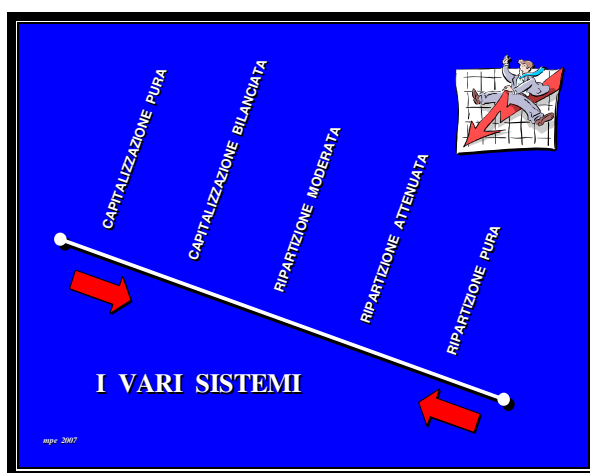 CAPITALIZZAZIONE PURA
CAPITALIZZAZIONE BILANCIATA
RIPARTIZIONE MODERATA
RIPARTIZIONE ATTENUATA
RIPARTIZIONE PURA
I VARI SISTEMI
mpe 2007